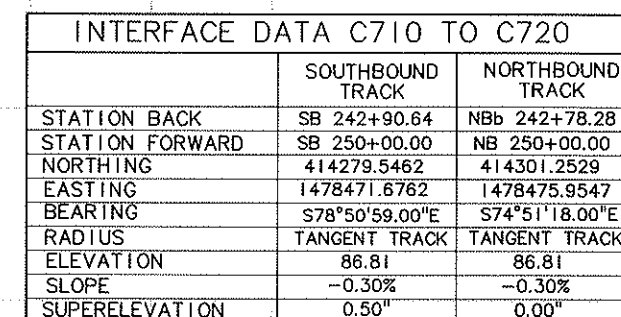 INTERFACE DATA C710 TO C720
SOUTHBOUND TRACK NORTHBOUND TRACK
STATION BACK SB 242+90.64 NBb 242+78.28
STATION FORWARD SB 250+00.00 NB 250+00.00
NORTHING 414279.5462 414301.2529
EASTING 1478471.6762 1478475.9547
BEARING S78°50'59.00"E S74°51'18.00"E
RADIUS TANGENT TRACK TANGENT TRACK
ELEVATION 86.81 86.81
SLOPE -0.30% -0.30%
SUPERELEVATION 0.50" 0.00"